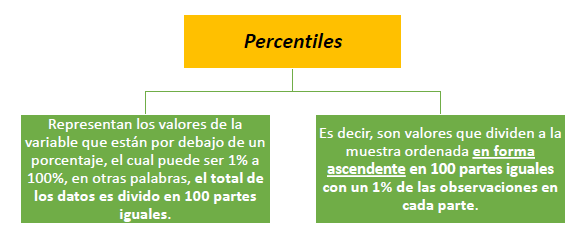 Percentiles
Representan los valores de la
variable que están por debajo de un
porcentaje, el cual puede ser 1% a
100%, en otras palabras, el total de
los datos es divido en 100 partes
iguales.
Es decir, son valores que dividen a la
muestra ordenada en forma
ascendente en 100 partes iguales
con un 1% de las observaciones en
cada parte.